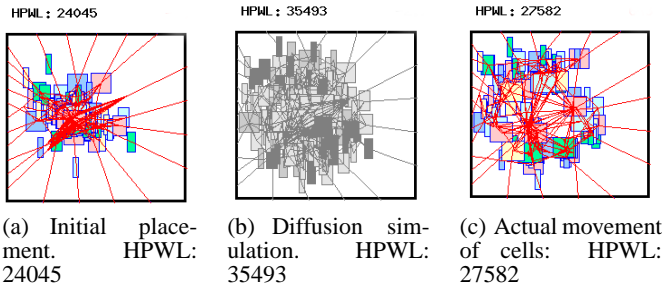 HPWL: 24045
HPWL: 35493
HPWL: 27582
(a) Initial place-
ment. HPWL:
24045
(b) Diffusion sim-
ulation. HPWL:
35493
(c) Actual movement
of cells: HPWL:
27582